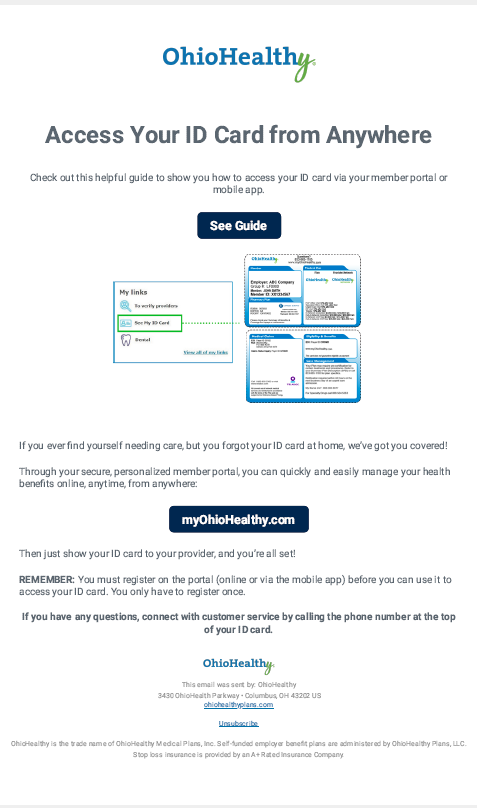 OhioHealthy
Access Your ID Card from Anywhere
Check out this helpful guide to show you how to access your ID card via your member portal or
mobile app.
See Guide
My links
To verify providers
See My ID Card
Dental
View all of my links
OhioHealthy
Employer: ABC Company
Member: JOHN SMITH
If you ever find yourself needing care, but you forgot your ID card at home, we've got you covered!
Through your secure, personalized member portal, you can quickly and easily manage your health
benefits online, anytime, from anywhere:
myOhioHealthy.com
Then just show your ID card to your provider, and you're all set!
REMEMBER: You must register on the portal (online or via the mobile app) before you can use it to
access your ID card. You only have to register once.
If you have any questions, connect with customer service by calling the phone number at the top
of your ID card.
OhioHealthy
This email was sent by: OhioHealthy
3430 OhioHealth Parkway • Columbus, OH 43202 US
ohiohealthyplans.com
Unsubscribe
OhioHealthy is the trade name of OhioHealthy Medical Plans, Inc. Self-funded employer benefit plans are administered by OhioHealthy Plans, LLC.
Stop loss insurance is provided by an A+ Rated Insurance Company.